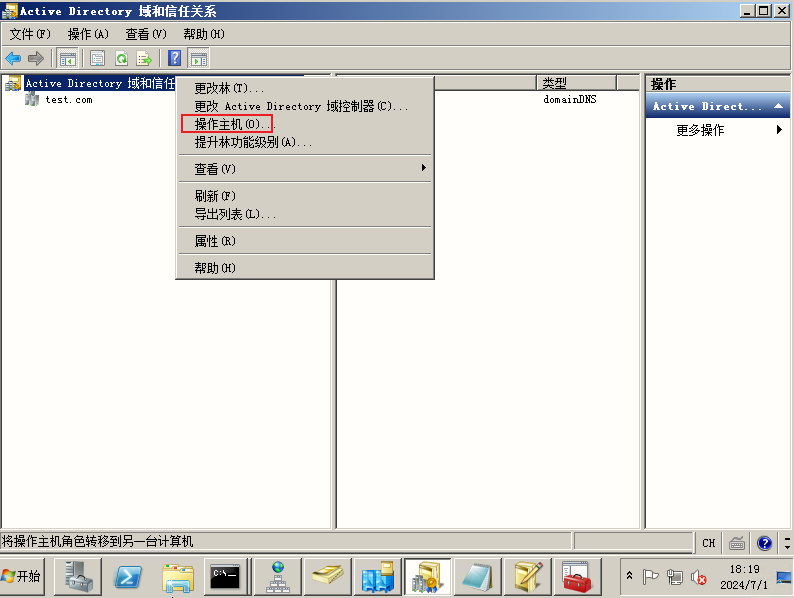 Active Directory 域和信任关系
文件(F) 操作(A) 查看(V) 帮助(H)
Active Directory 域和信任
test.com
类型
domainDNS
更改林(T)...
更改 Active Directory 域控制器(C)...
操作主机(O)...
提升林功能级别(A)...
查看(V)
刷新(F)
导出列表(L)...
属性(R)
帮助(H)
操作
Active Direct...
更多操作
将操作主机角色转移到另一台计算机
CH
开始
C:\_
18:19
2024/7/1